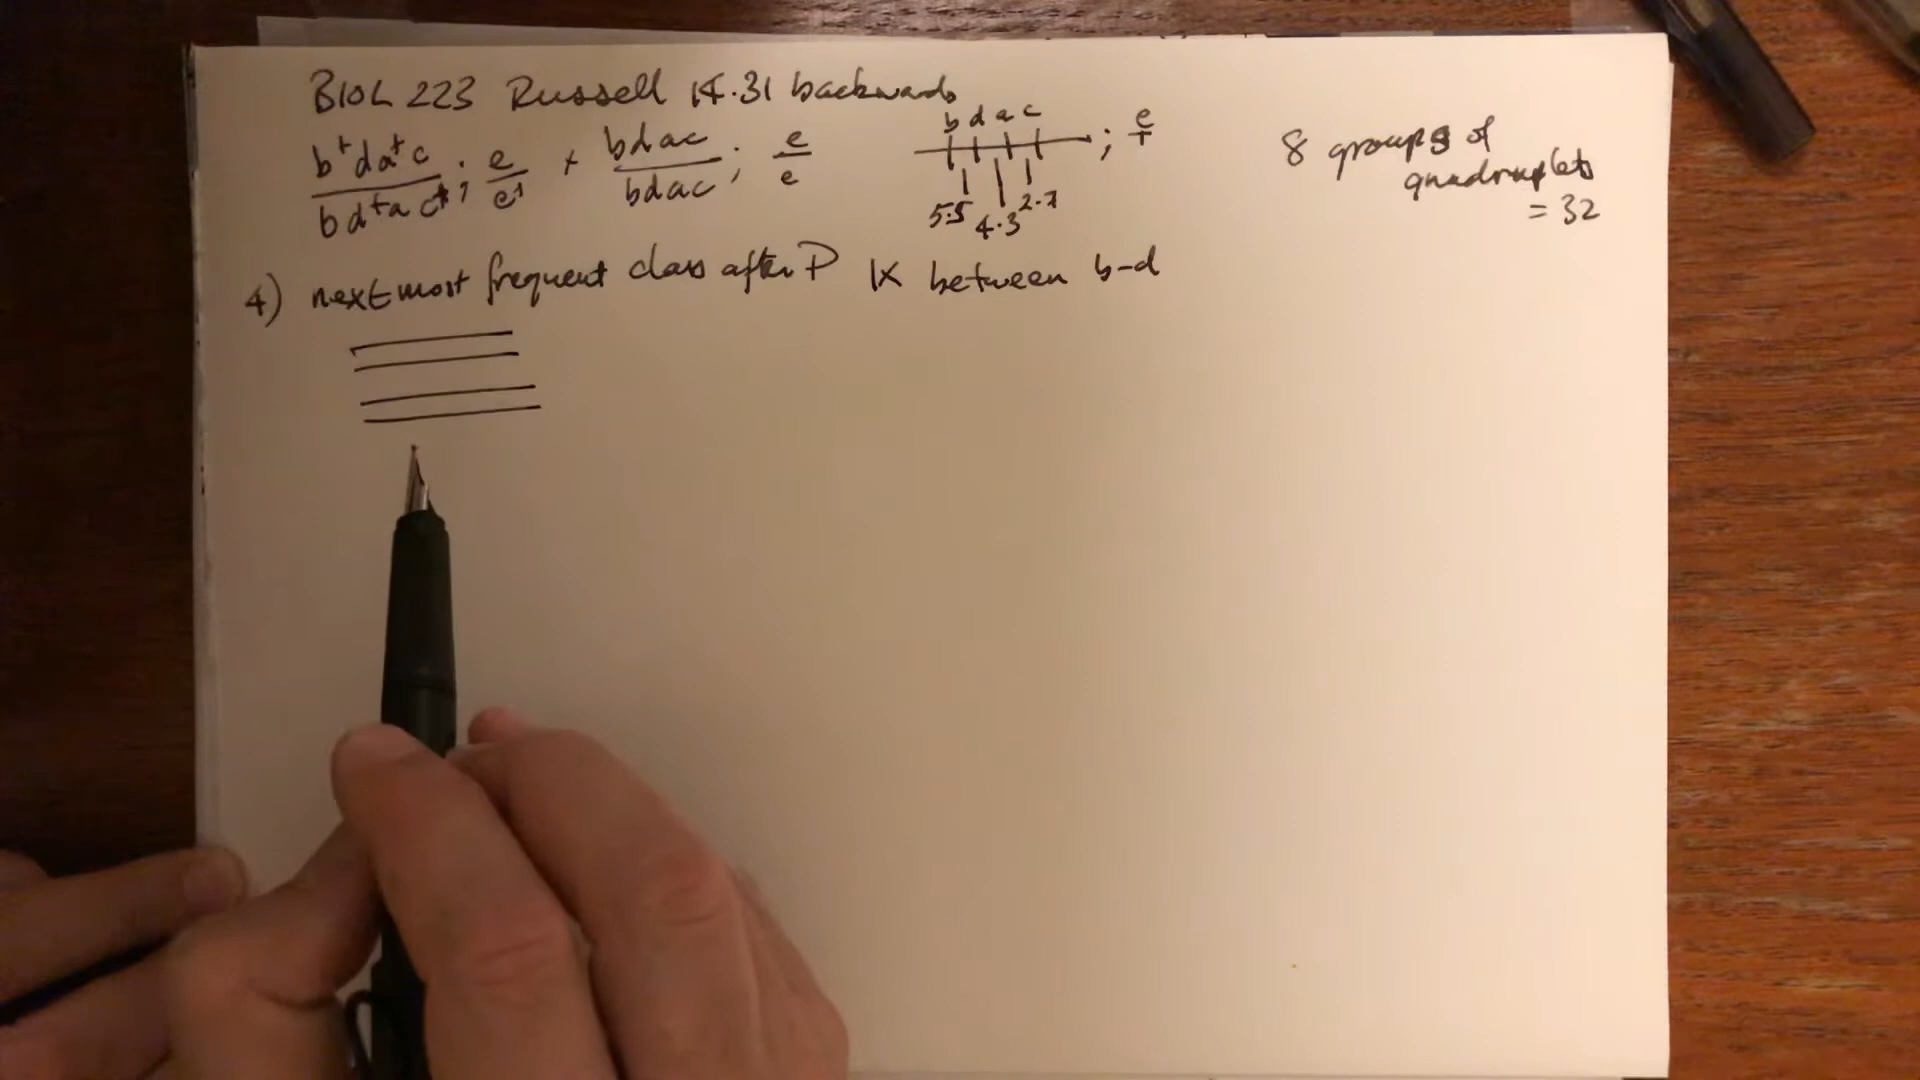 BIOL 223 Russell 14.31 backwards
b⁺da⁺c / bd⁺ac⁺ ; e / e⁺ × bdac / bdac ; e / e
b d a c ; e / +
5.5 4.3 2.7
8 groups of
quadruplets
= 32
4) next most frequent class after P 1X between b-d